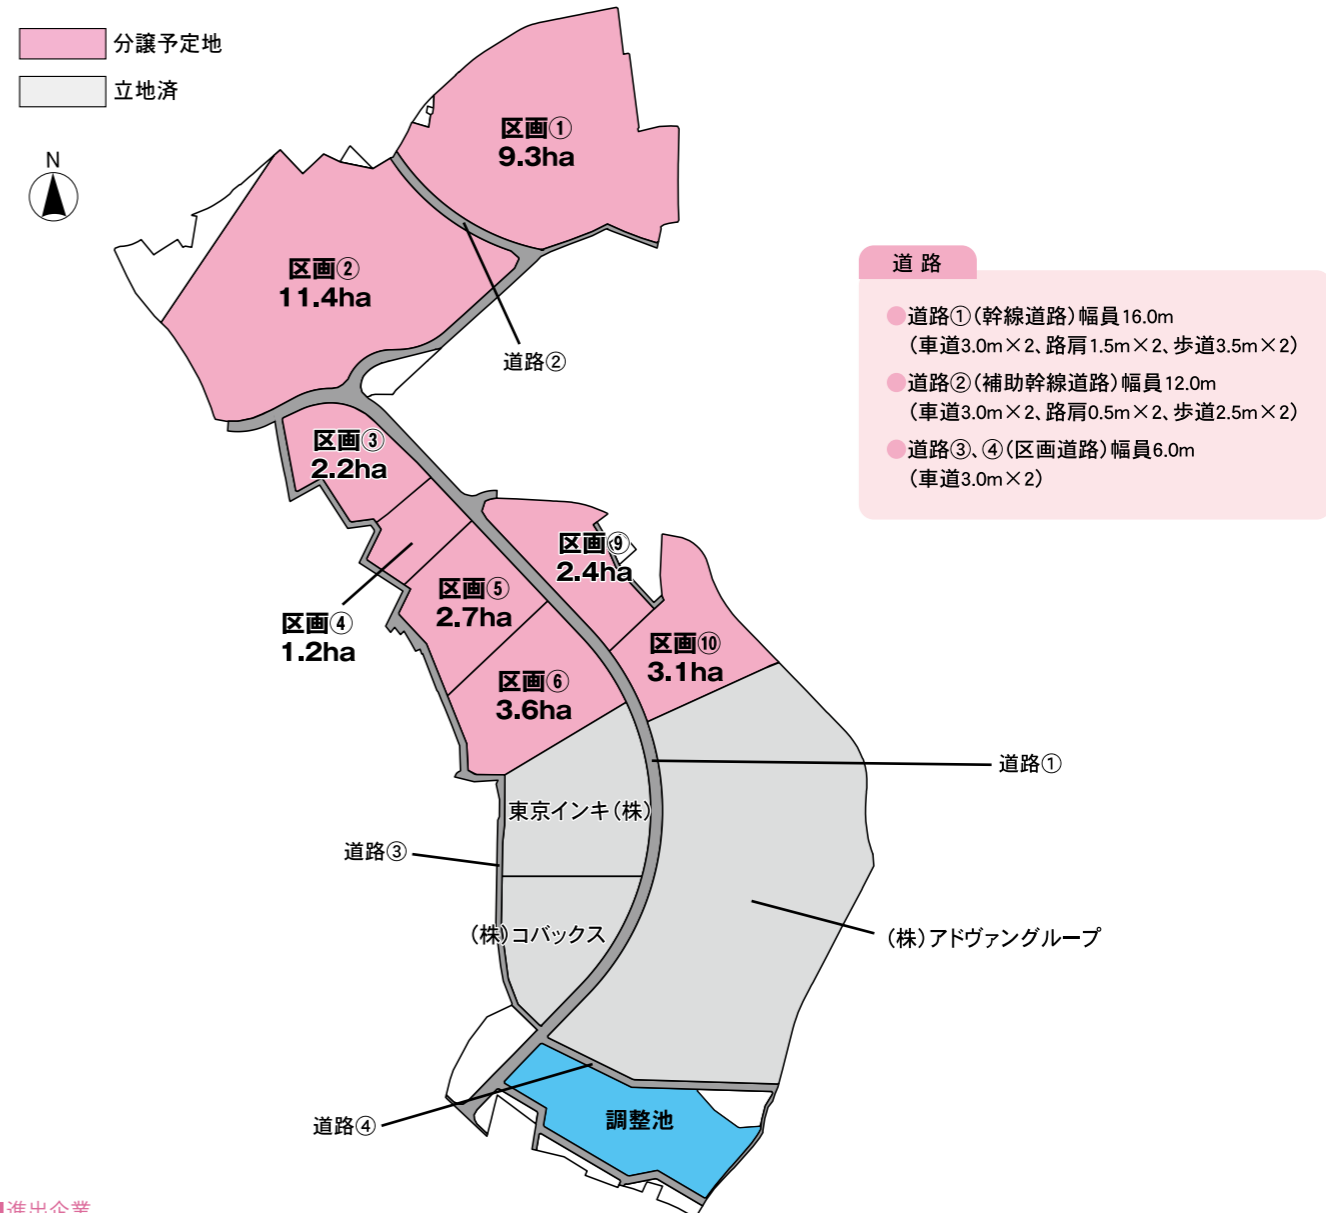 分譲予定地
立地済
N
区画①
9.3ha
区画②
11.4ha
道路②
道路
●道路①(幹線道路)幅員16.0m
(車道3.0m×2、路肩1.5m×2、歩道3.5m×2)
●道路②(補助幹線道路)幅員12.0m
(車道3.0m×2、路肩0.5m×2、歩道2.5m×2)
●道路③、④(区画道路)幅員6.0m
(車道3.0m×2)
区画③
2.2ha
区画⑨
2.4ha
区画⑤
2.7ha
区画④
1.2ha
区画⑩
3.1ha
区画⑥
3.6ha
道路①
東京インキ(株)
道路③
(株)コバックス
(株)アドヴァングループ
道路④
調整池
進出企業